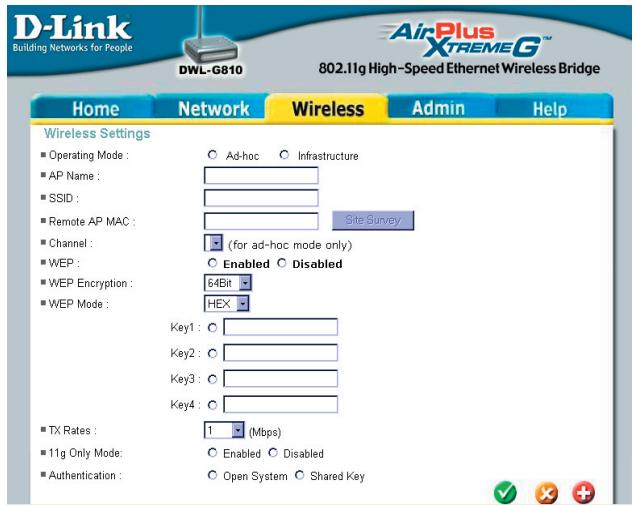 D-Link
Building Networks for People
DWL-G810
AirPlus
XTREME G™
802.11g High-Speed Ethernet Wireless Bridge
Home Network Wireless Admin Help
Wireless Settings
Operating Mode : Ad-hoc Infrastructure
AP Name :
SSID :
Remote AP MAC : Site Survey
Channel : (for ad-hoc mode only)
WEP : Enabled Disabled
WEP Encryption : 64Bit
WEP Mode : HEX
Key1 :
Key2 :
Key3 :
Key4 :
TX Rates : 1 (Mbps)
11g Only Mode: Enabled Disabled
Authentication : Open System Shared Key